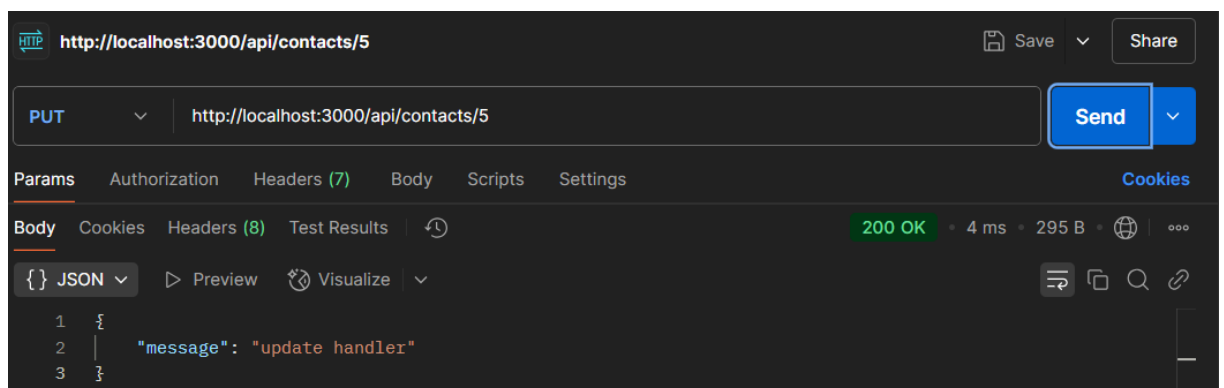 HTTP http://localhost:3000/api/contacts/5 Save Share
PUT http://localhost:3000/api/contacts/5 Send
Params Authorization Headers (7) Body Scripts Settings Cookies
Body Cookies Headers (8) Test Results 200 OK • 4 ms • 295 B •
{} JSON Preview Visualize
1 {
2 "message": "update handler"
3 }